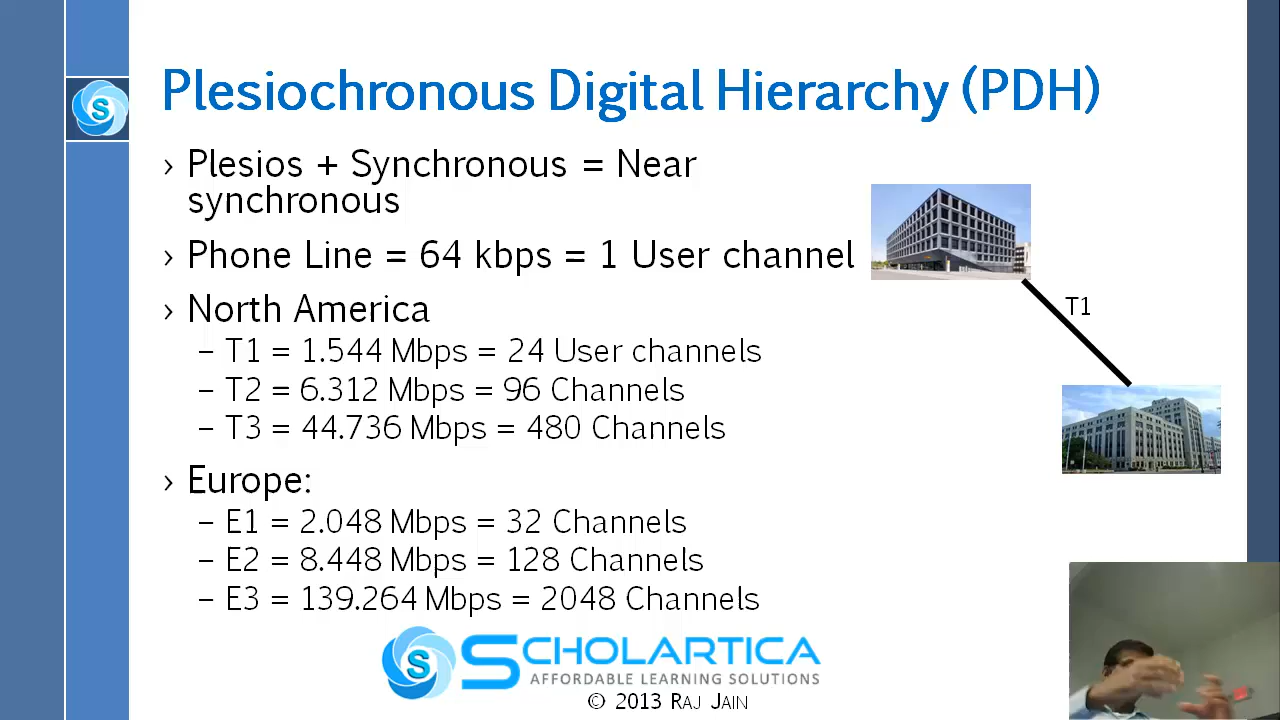 Plesiochronous Digital Hierarchy (PDH)
› Plesios + Synchronous = Near
synchronous
› Phone Line = 64 kbps = 1 User channel
› North America
– T1 = 1.544 Mbps = 24 User channels
– T2 = 6.312 Mbps = 96 Channels
– T3 = 44.736 Mbps = 480 Channels
› Europe:
– E1 = 2.048 Mbps = 32 Channels
– E2 = 8.448 Mbps = 128 Channels
– E3 = 139.264 Mbps = 2048 Channels
T1
S
S
SCHOLARTICA
AFFORDABLE LEARNING SOLUTIONS
© 2013 RAJ JAIN